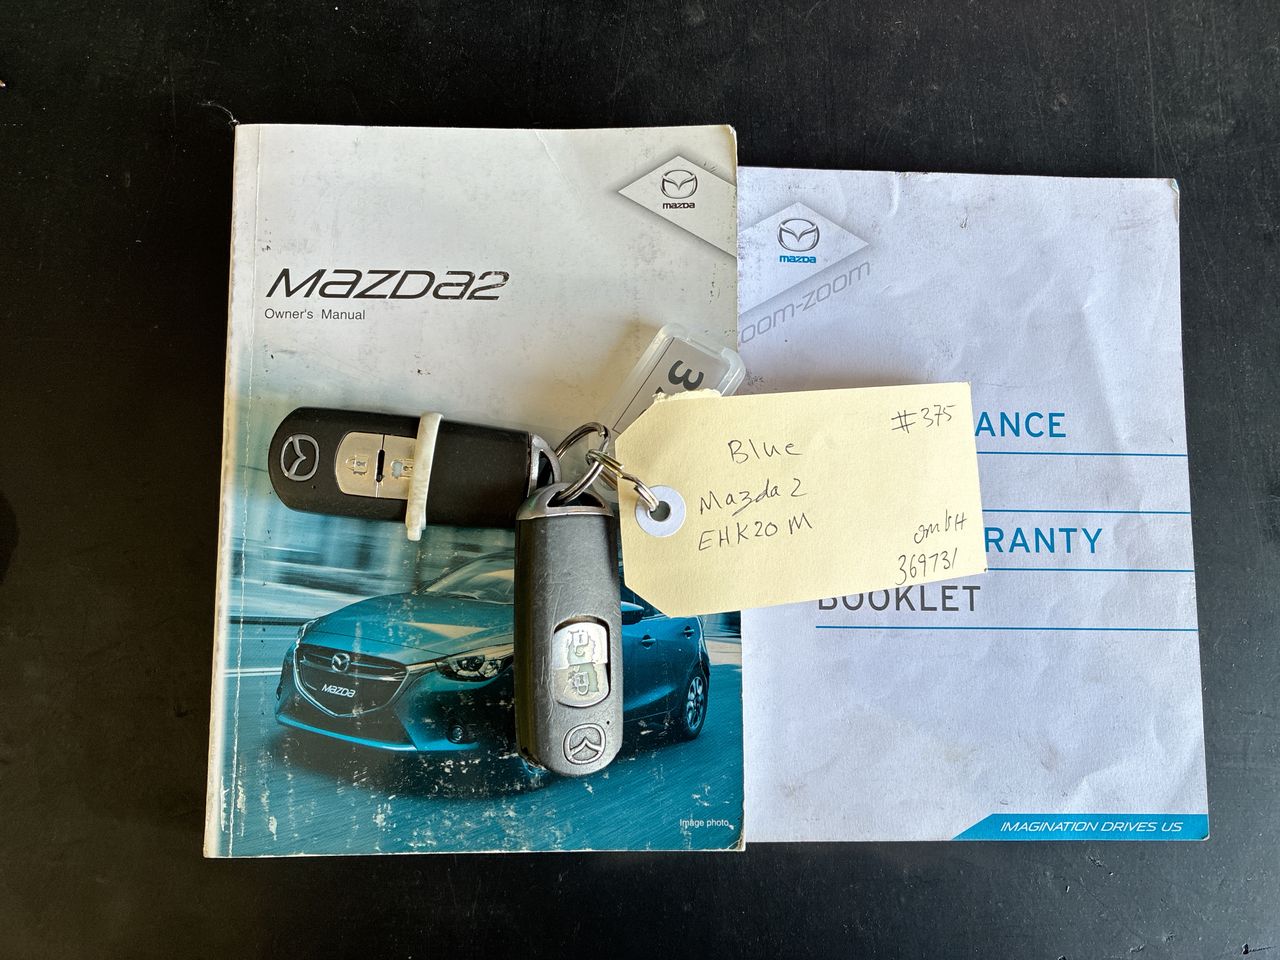 mazda
mazda
zoom-zoom
mazda2
Owner's Manual
3
#375
Blue
Mazda 2
EHK20M
369731
ANCE
RANTY
BOOKLET
mazda
Image photo
IMAGINATION DRIVES US